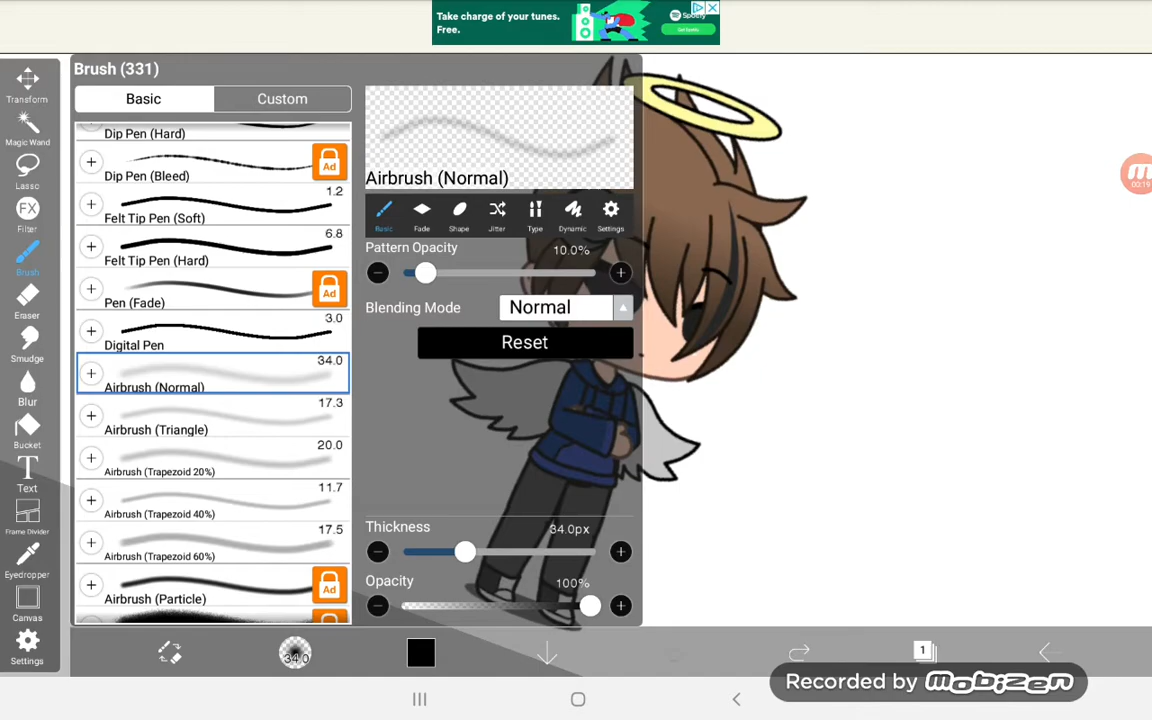 Take charge of your tunes.
Free.
Spotify
Get Spotify
Brush (331)
Basic
Custom
Transform
Magic Wand
Lasso
FX
Filter
Brush
Eraser
Smudge
Blur
Bucket
T
Text
Frame Divider
Eyedropper
Canvas
Settings
Dip Pen (Hard)
Dip Pen (Bleed)
Ad
1.2
Felt Tip Pen (Soft)
6.8
Felt Tip Pen (Hard)
Pen (Fade)
Ad
3.0
Digital Pen
34.0
Airbrush (Normal)
17.3
Airbrush (Triangle)
20.0
Airbrush (Trapezoid 20%)
11.7
Airbrush (Trapezoid 40%)
17.5
Airbrush (Trapezoid 60%)
Airbrush (Particle)
Ad
Airbrush (Normal)
Basic
Fade
Shape
Jitter
Type
Dynamic
Settings
Pattern Opacity
10.0%
Blending Mode
Normal
Reset
Thickness
34.0px
Opacity
100%
00:19
34.0
1
Recorded by mobizen